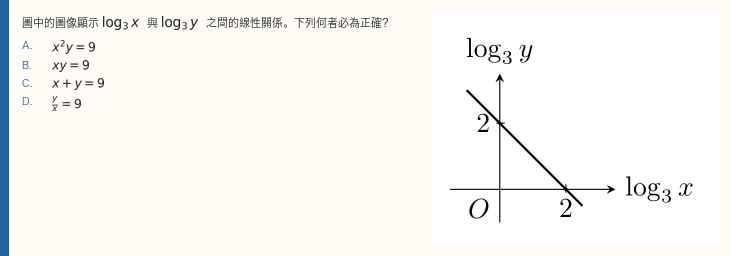 圖中的圖像顯示 log₃ x 與 log₃ y 之間的線性關係。下列何者必為正確?
A. x²y = 9
B. xy = 9
C. x + y = 9
D. y/x = 9
log₃ y
2
log₃ x
O
2